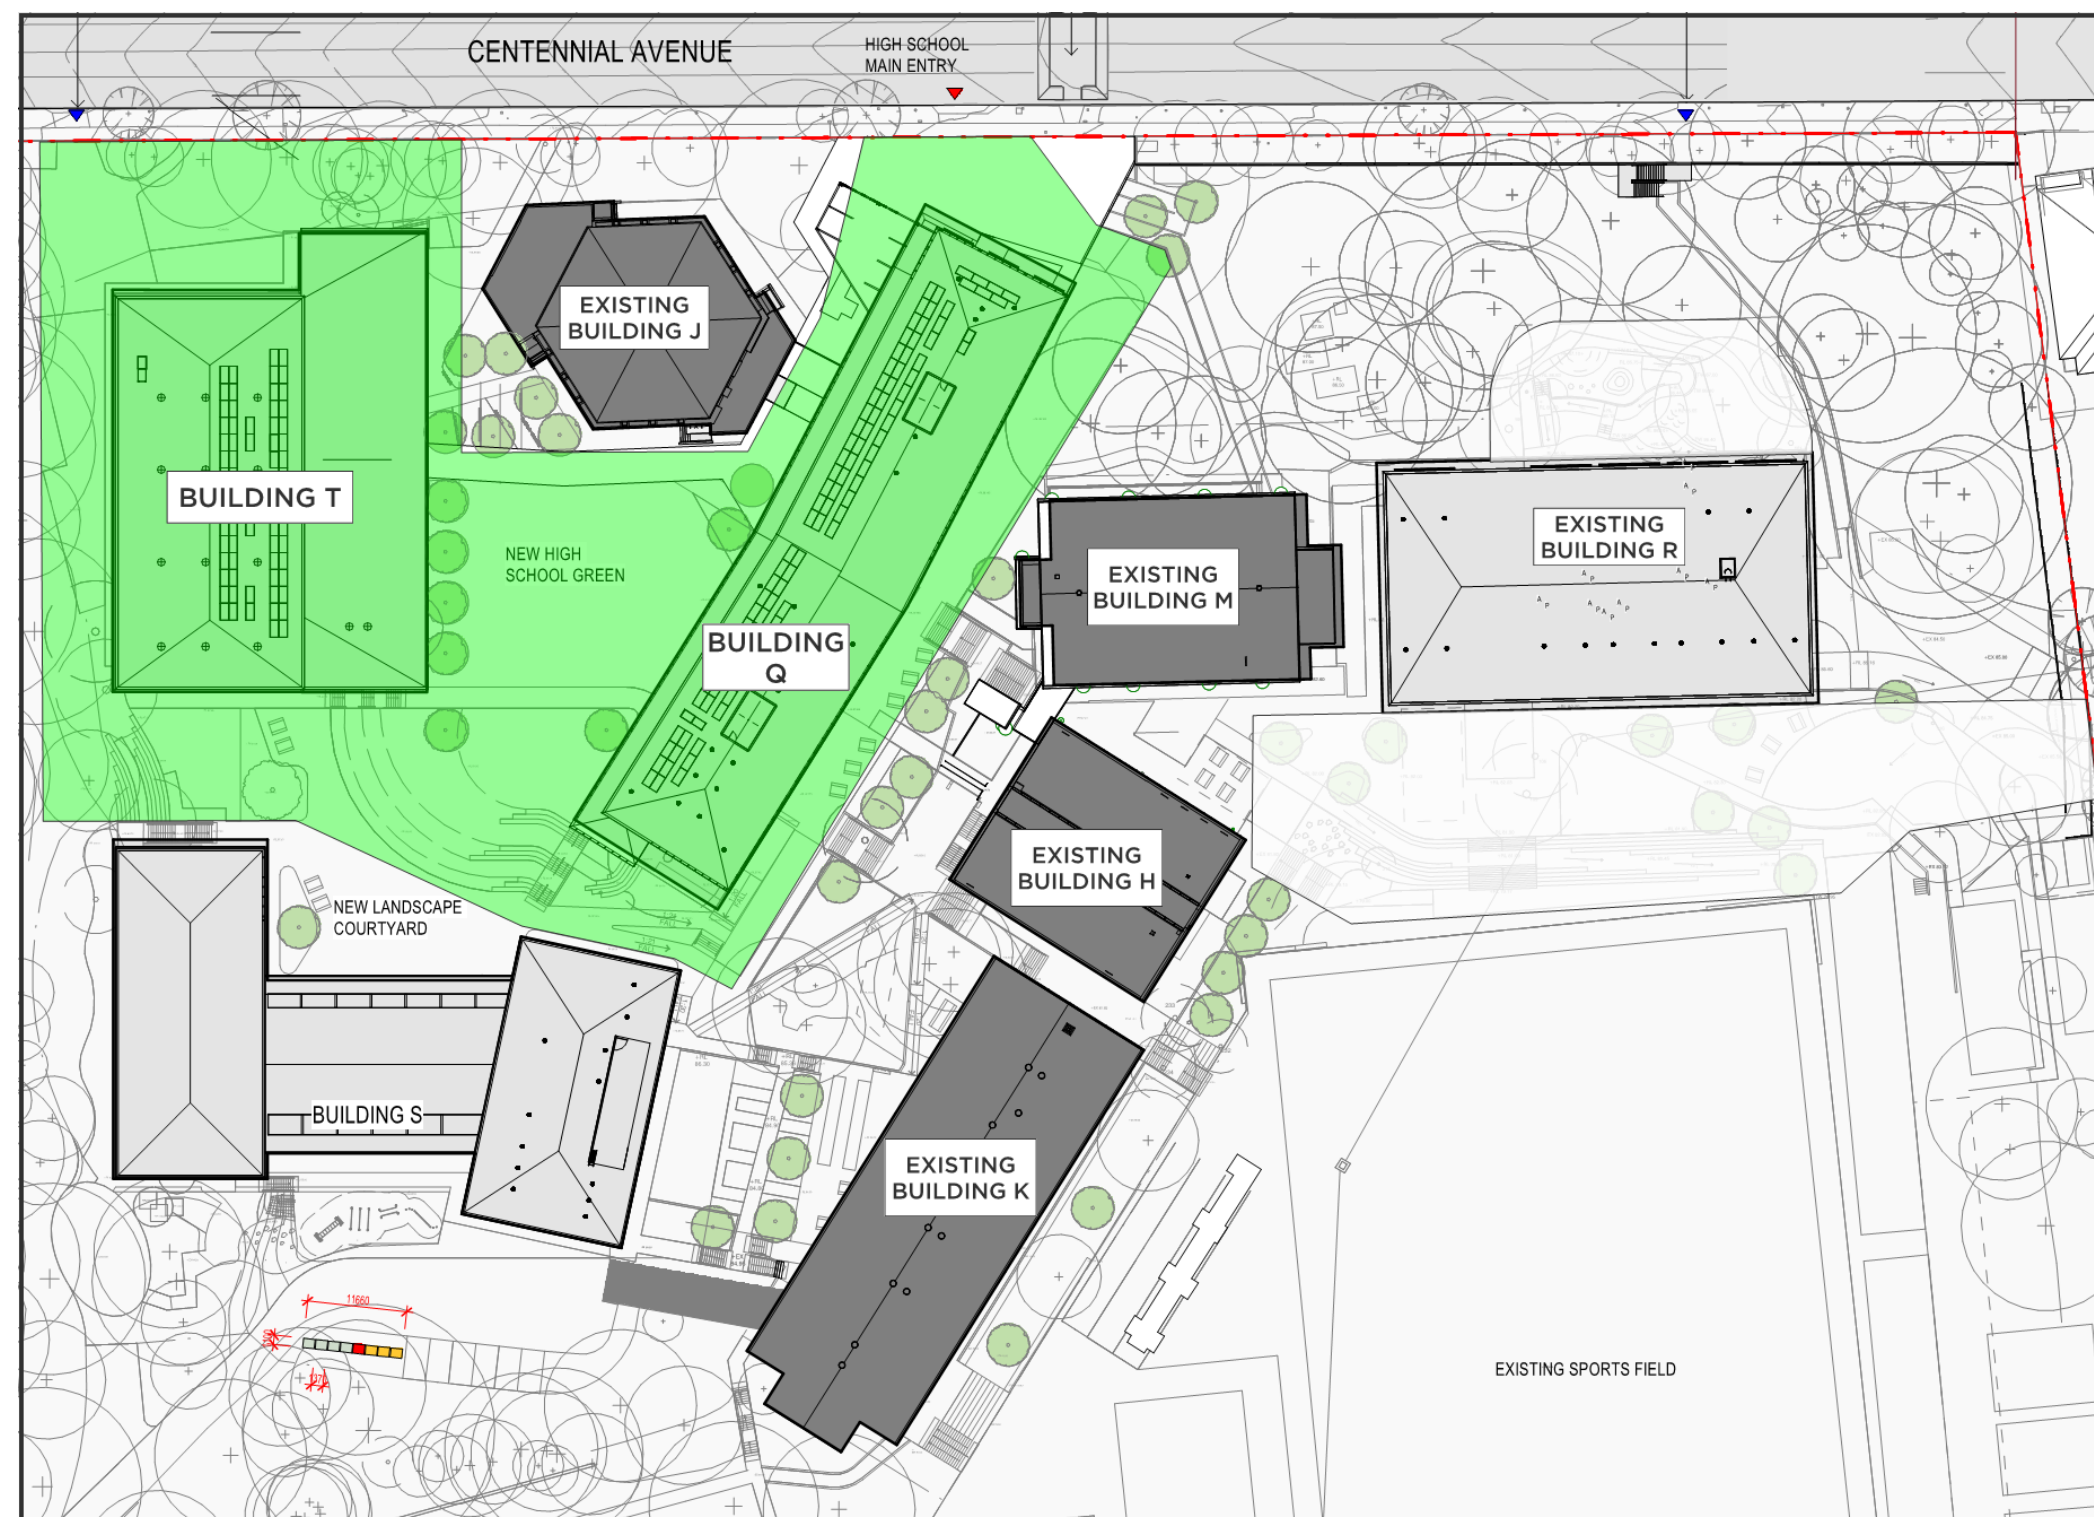 CENTENNIAL AVENUE
HIGH SCHOOL
MAIN ENTRY
EXISTING
BUILDING J
BUILDING T
NEW HIGH
SCHOOL GREEN
BUILDING
Q
EXISTING
BUILDING M
EXISTING
BUILDING R
EXISTING
BUILDING H
NEW LANDSCAPE
COURTYARD
BUILDING S
EXISTING
BUILDING K
11660
EXISTING SPORTS FIELD